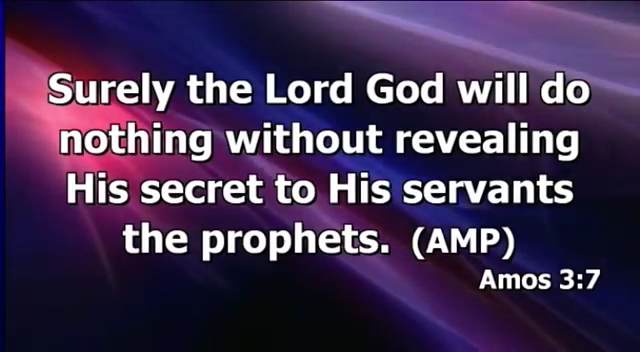 Surely the Lord God will do
nothing without revealing
His secret to His servants
the prophets. (AMP)
Amos 3:7